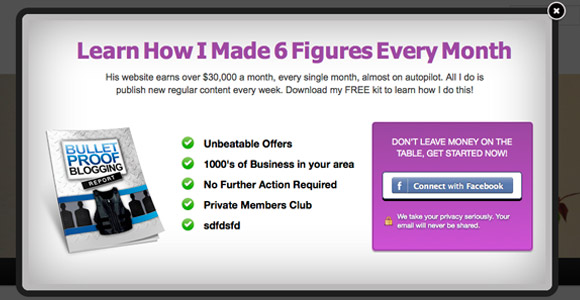 Learn How I Made 6 Figures Every Month
His website earns over $30,000 a month, every single month, almost on autopilot. All I do is
publish new regular content every week. Download my FREE kit to learn how I do this!
BULLET
PROOF
BLOGGING
REPORT
Unbeatable Offers
1000's of Business in your area
No Further Action Required
Private Members Club
sdfdsfd
DON'T LEAVE MONEY ON THE
TABLE, GET STARTED NOW!
f Connect with Facebook
We take your privacy seriously. Your
email will never be shared.